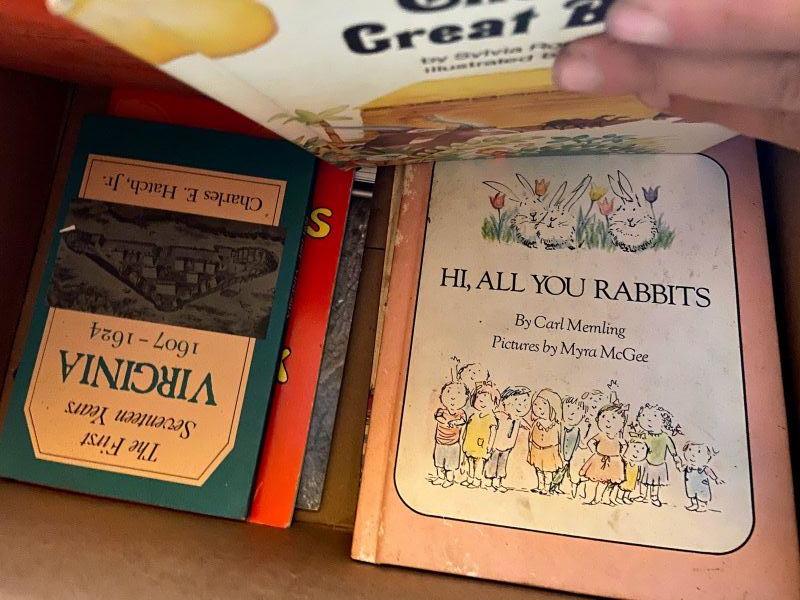 Great
by Sylvia
illustrated
HI, ALL YOU RABBITS
By Carl Memling
Pictures by Myra McGee
The First
Seventeen Years
VIRGINIA
1607-1624
Charles E. Hatch, Jr.
S